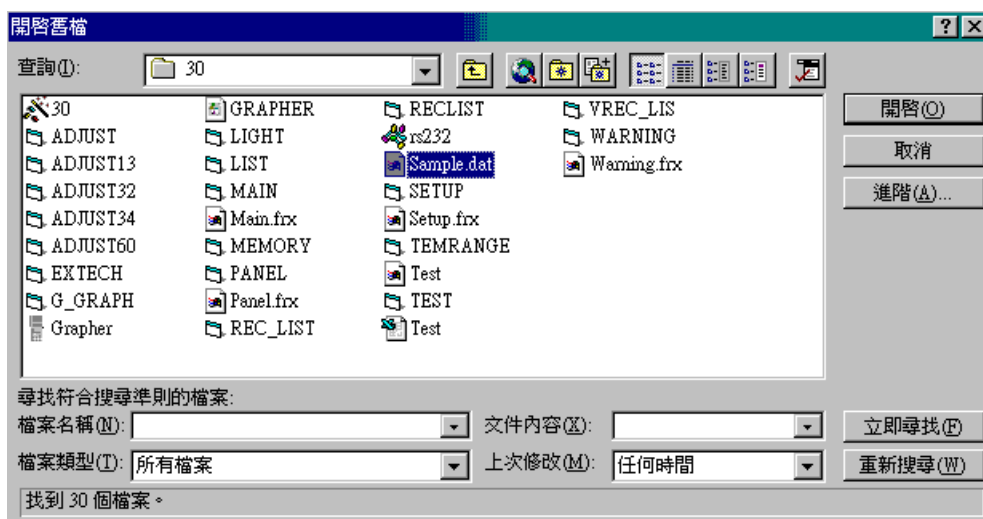 開啓舊檔
查詢(I): 30
30 GRAPHER RECLIST VREC_LIS
ADJUST LIGHT rs232 WARNING
ADJUST13 LIST Sample.dat Warning.frx
ADJUST32 MAIN SETUP
ADJUST34 Main.frx Setup.frx
ADJUST60 MEMORY TEMRANGE
EXTECH PANEL Test
G_GRAPH Panel.frx TEST
Grapher REC_LIST Test
開啓(O)
取消
進階(A)...
尋找符合搜尋準則的檔案:
檔案名稱(N): 文件內容(X): 立即尋找(F)
檔案類型(T): 所有檔案 上次修改(M): 任何時間 重新搜尋(W)
找到 30 個檔案。